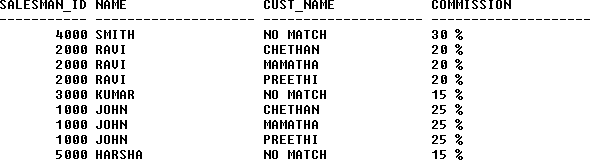 SALESMAN_ID NAME CUST_NAME COMMISSION
----------- -------------------- -------------------- --------------------
4000 SMITH NO MATCH 30 %
2000 RAVI CHETHAN 20 %
2000 RAVI MAMATHA 20 %
2000 RAVI PREETHI 20 %
3000 KUMAR NO MATCH 15 %
1000 JOHN CHETHAN 25 %
1000 JOHN MAMATHA 25 %
1000 JOHN PREETHI 25 %
5000 HARSHA NO MATCH 15 %